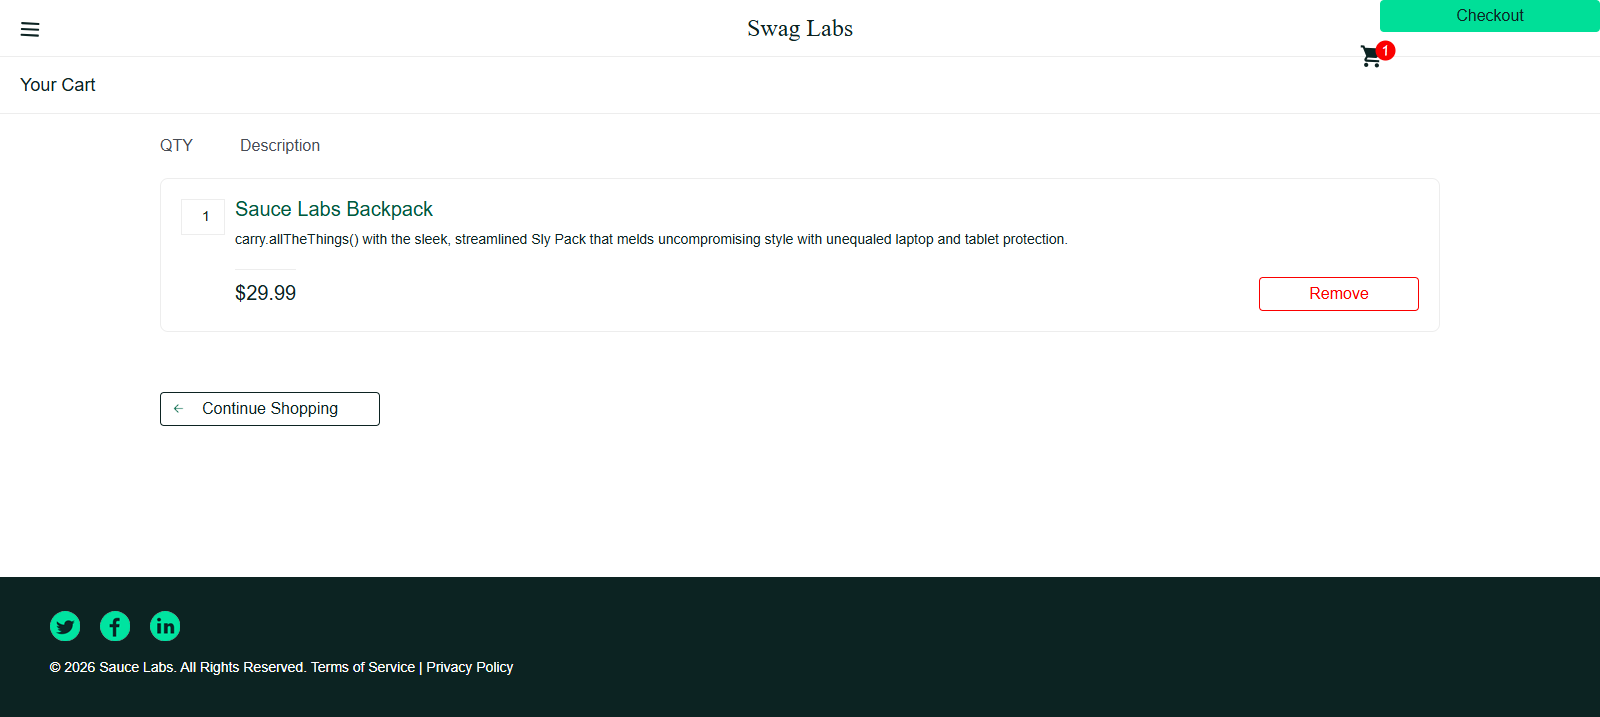 Swag Labs
Checkout
1
Your Cart
QTY Description
1
Sauce Labs Backpack
carry.allTheThings() with the sleek, streamlined Sly Pack that melds uncompromising style with unequaled laptop and tablet protection.
$29.99
Remove
Continue Shopping
© 2026 Sauce Labs. All Rights Reserved. Terms of Service | Privacy Policy